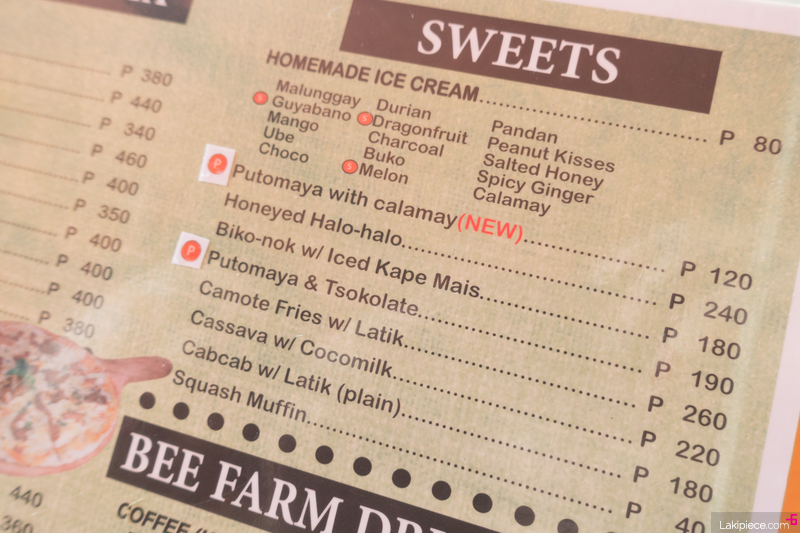 P 380
P 440
P 340
P 460
P 400
P 350
P 400
P 400
P 400
P 380
440
360
SWEETS
HOMEMADE ICE CREAM P 80
Malunggay Durian Pandan
S Guyabano S Dragonfruit Peanut Kisses
Mango Charcoal Salted Honey
Ube Buko Spicy Ginger
Choco S Melon Calamay
P Putomaya with calamay(NEW) P 120
Honeyed Halo-halo P 240
Biko-nok w/ Iced Kape Mais P 180
P Putomaya & Tsokolate P 190
Camote Fries w/ Latik P 260
Cassava w/ Cocomilk P 220
Cabcab w/ Latik (plain) P 180
Squash Muffin P 40
BEE FARM
COFFEE
Lakipiece.com